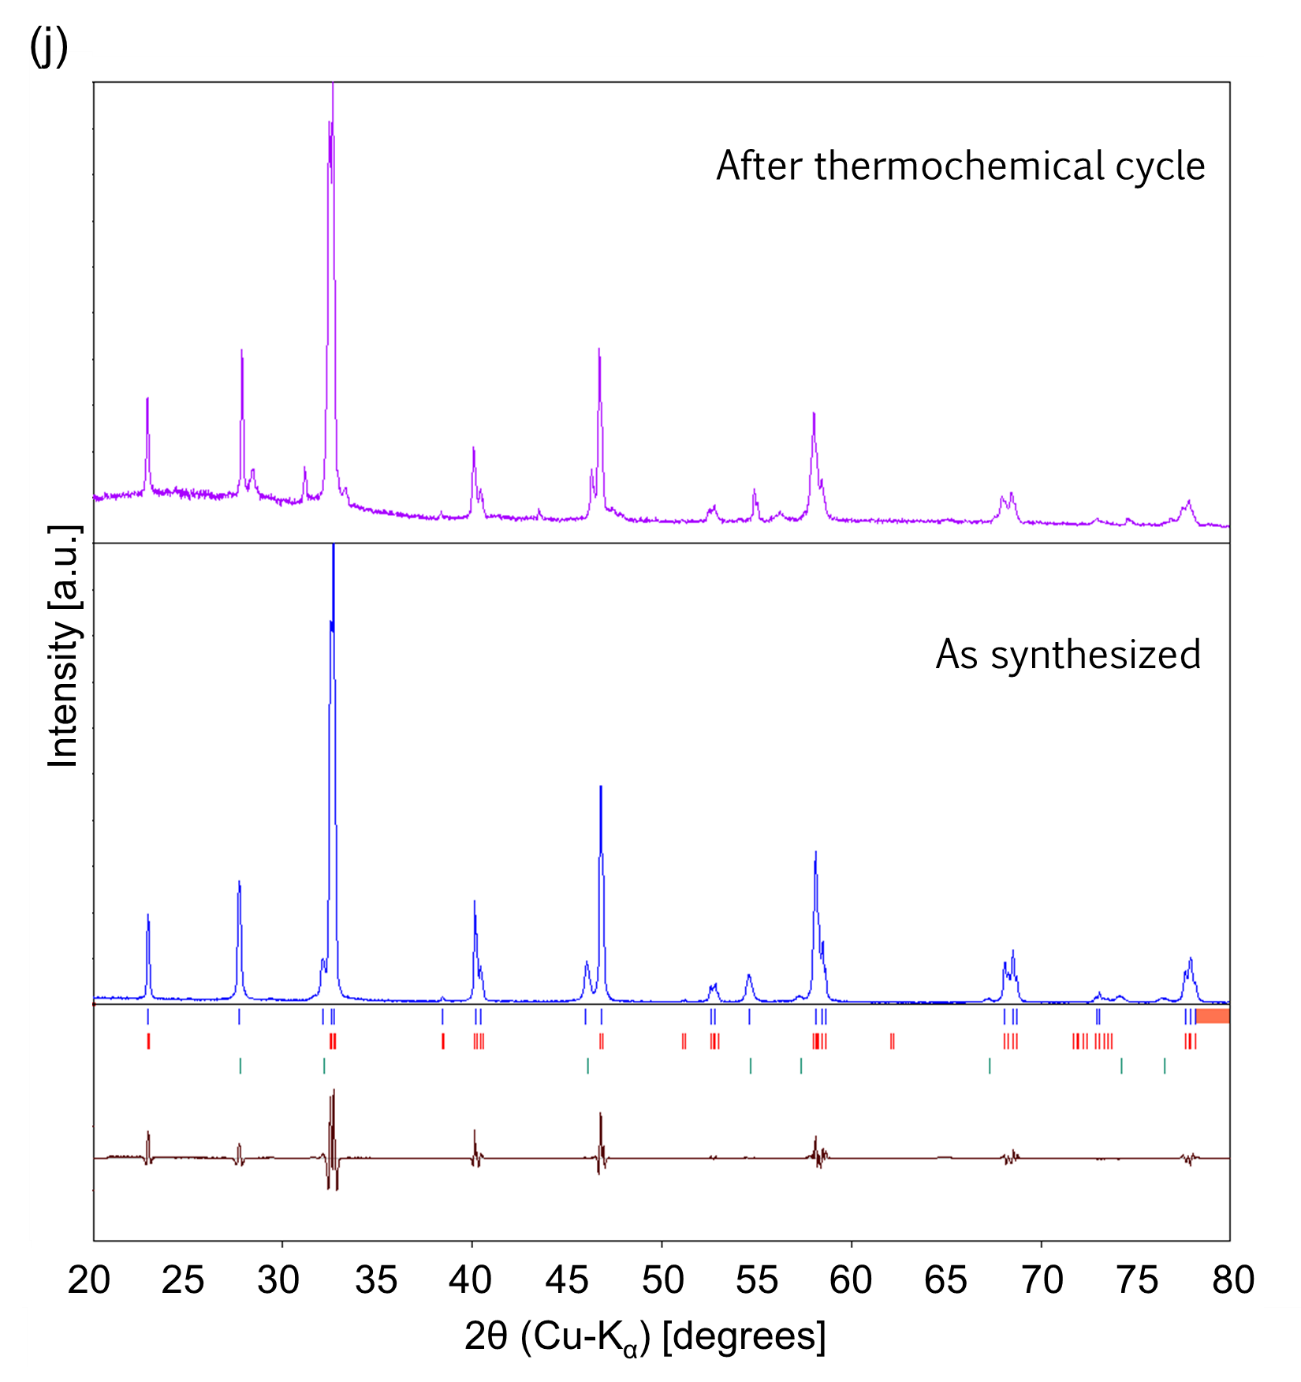 (j)
After thermochemical cycle
As synthesized
Intensity [a.u.]
20 25 30 35 40 45 50 55 60 65 70 75 80
2θ (Cu-Kα) [degrees]